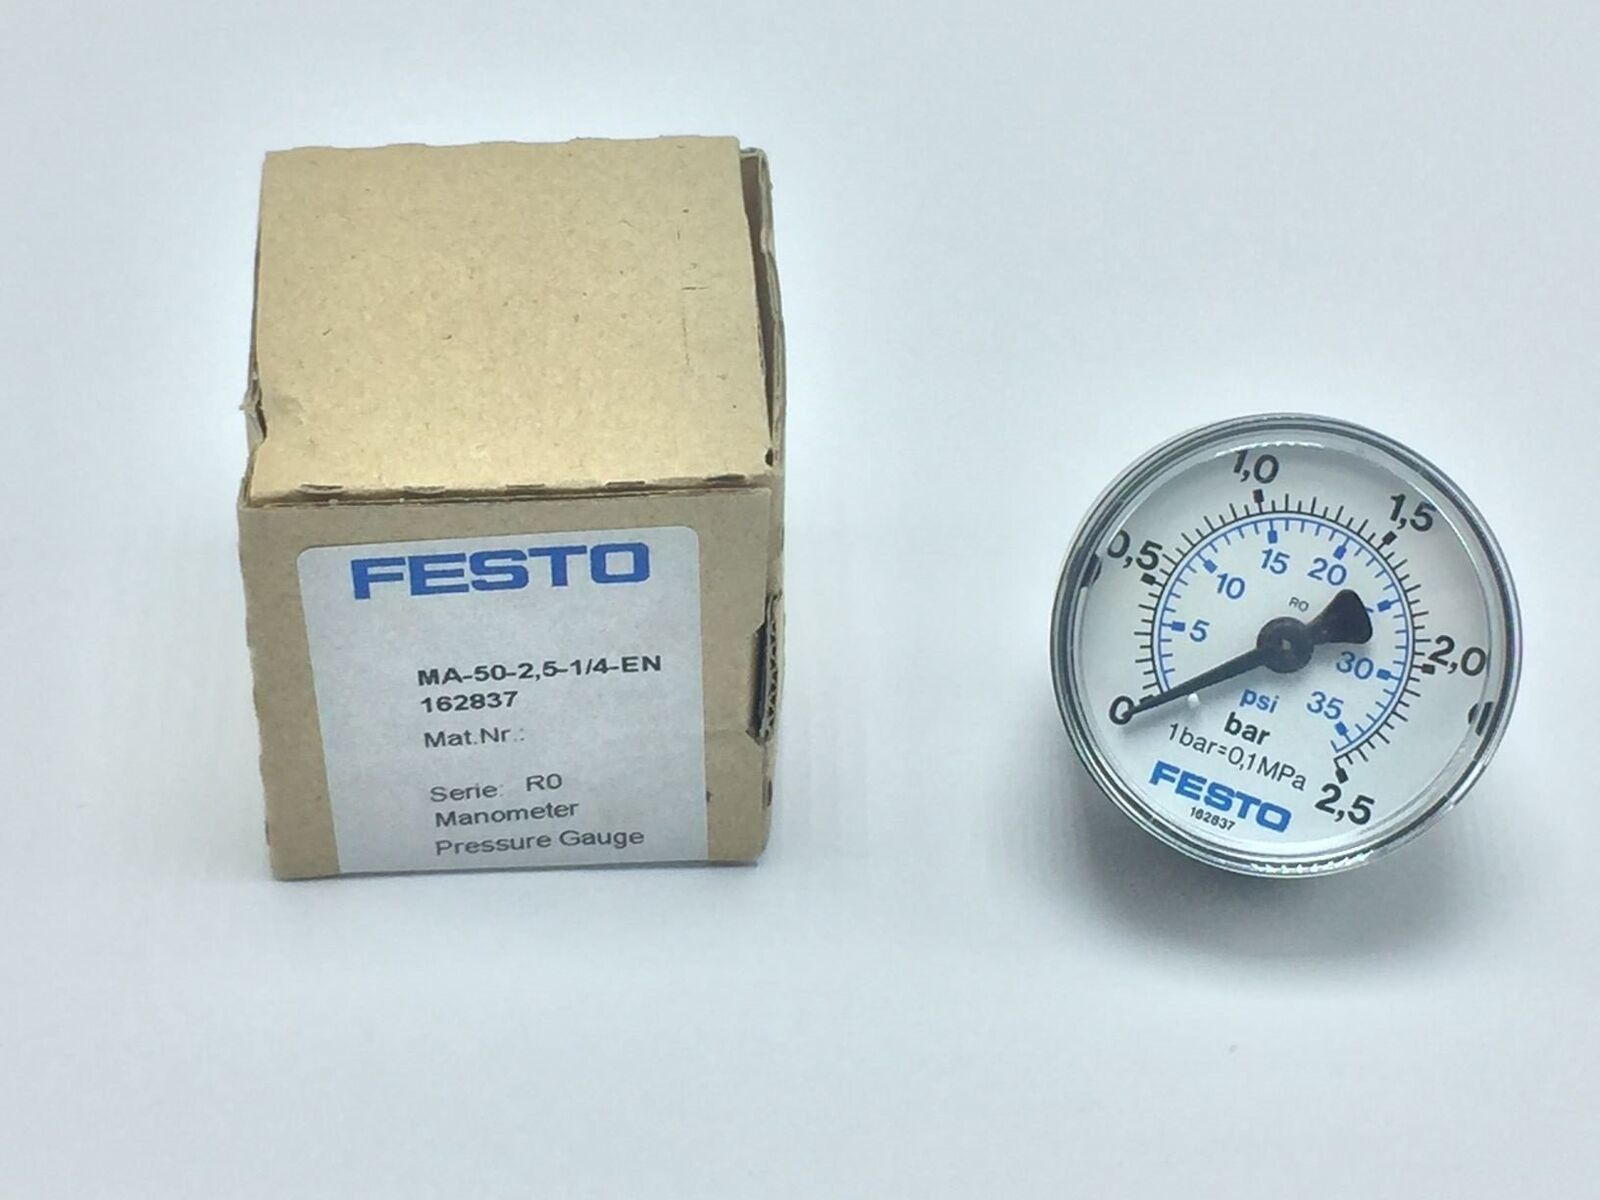 FESTO
MA-50-2,5-1/4-EN
162837
Mat.Nr.:
Serie: R0
Manometer
Pressure Gauge
0
0,5
1,0
1,5
2,0
2,5
5
10
15
20
30
35
R0
psi
bar
1bar=0,1MPa
FESTO
162837